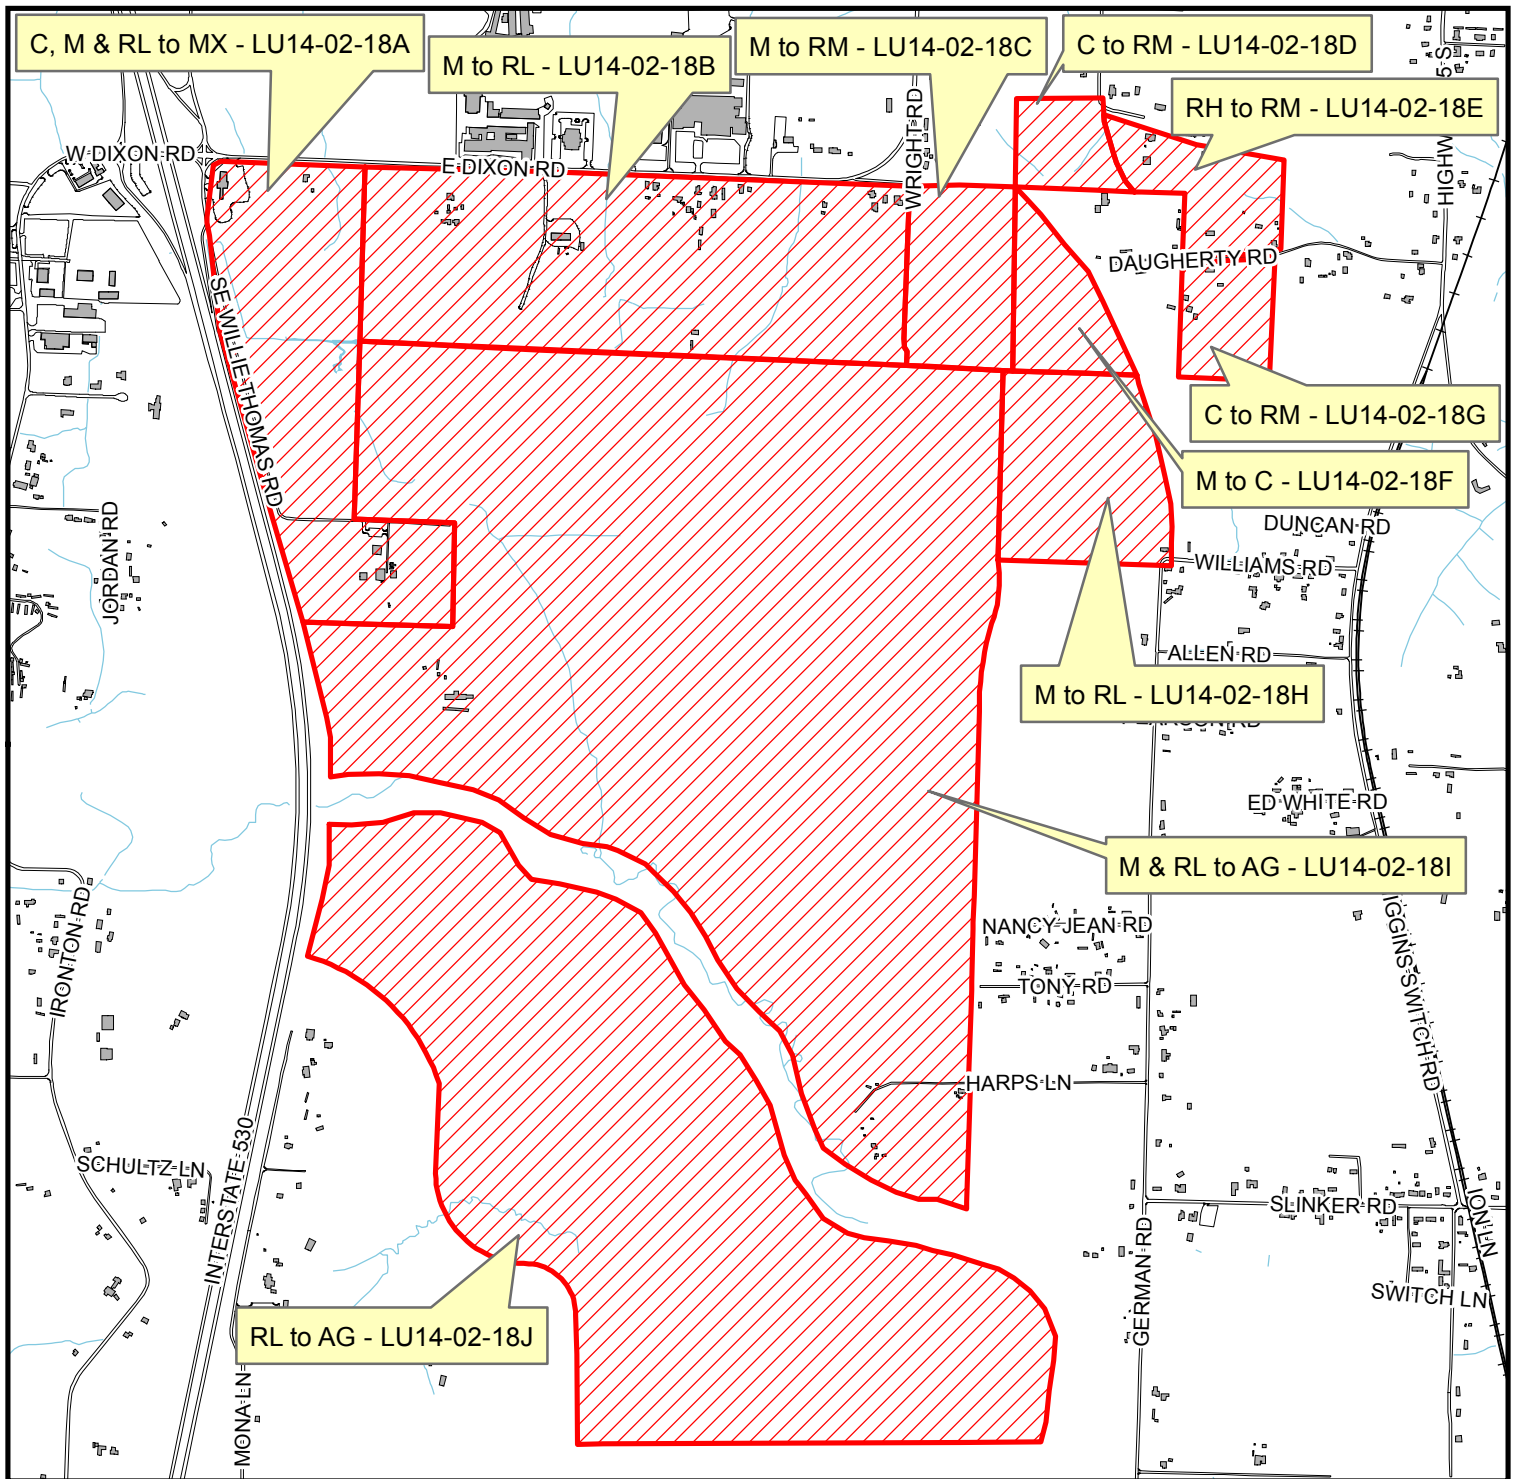 C, M & RL to MX - LU14-02-18A
M to RL - LU14-02-18B
M to RM - LU14-02-18C
C to RM - LU14-02-18D
RH to RM - LU14-02-18E
W DIXON RD
E DIXON RD
WRIGHT RD
DAUGHERTY RD
SE WILLIE THOMAS RD
C to RM - LU14-02-18G
M to C - LU14-02-18F
DUNCAN RD
WILLIAMS RD
JORDAN RD
ALLEN RD
M to RL - LU14-02-18H
ED WHITE RD
M & RL to AG - LU14-02-18I
IRONTON RD
NANCY JEAN RD
TONY RD
IGGINS SWITCH RD
HARPS LN
SCHULTZ LN
INTERSTATE 530
SLINKER RD
ION LN
GERMAN RD
SWITCH LN
RL to AG - LU14-02-18J
MONA LN